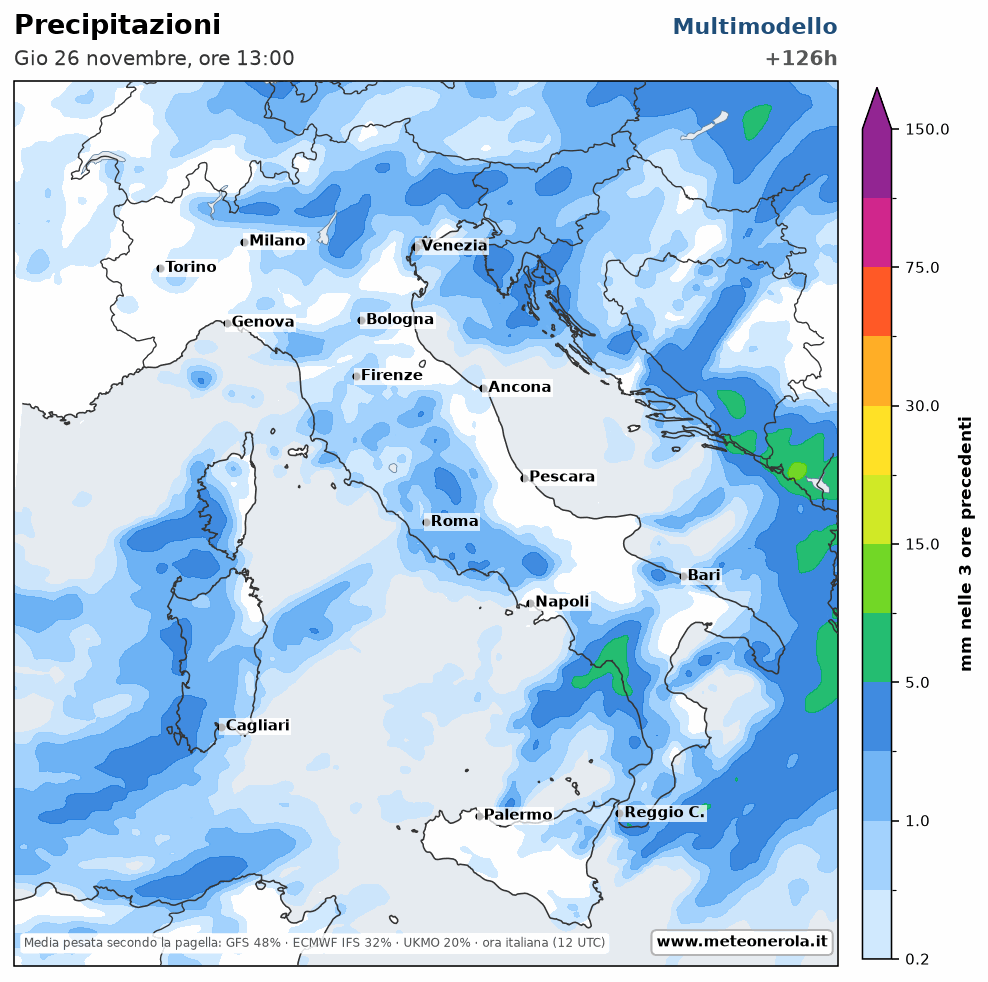 Precipitazioni
Multimodello
Gio 26 novembre, ore 13:00
+126h
150.0
Venezia
Milano
Torino
75.0
Bologna
Genova
Firenze
Ancona
30.0
Pescara
Roma
15.0
Bari
Napoli
5.0
Cagliari
Palermo
Reggio C.
1.0
0.2
mm nelle 3 ore precedenti
Media pesata secondo la pagella: GFS 48% · ECMWF IFS 32% · UKMO 20% · ora italiana (12 UTC)
www.meteonerola.it